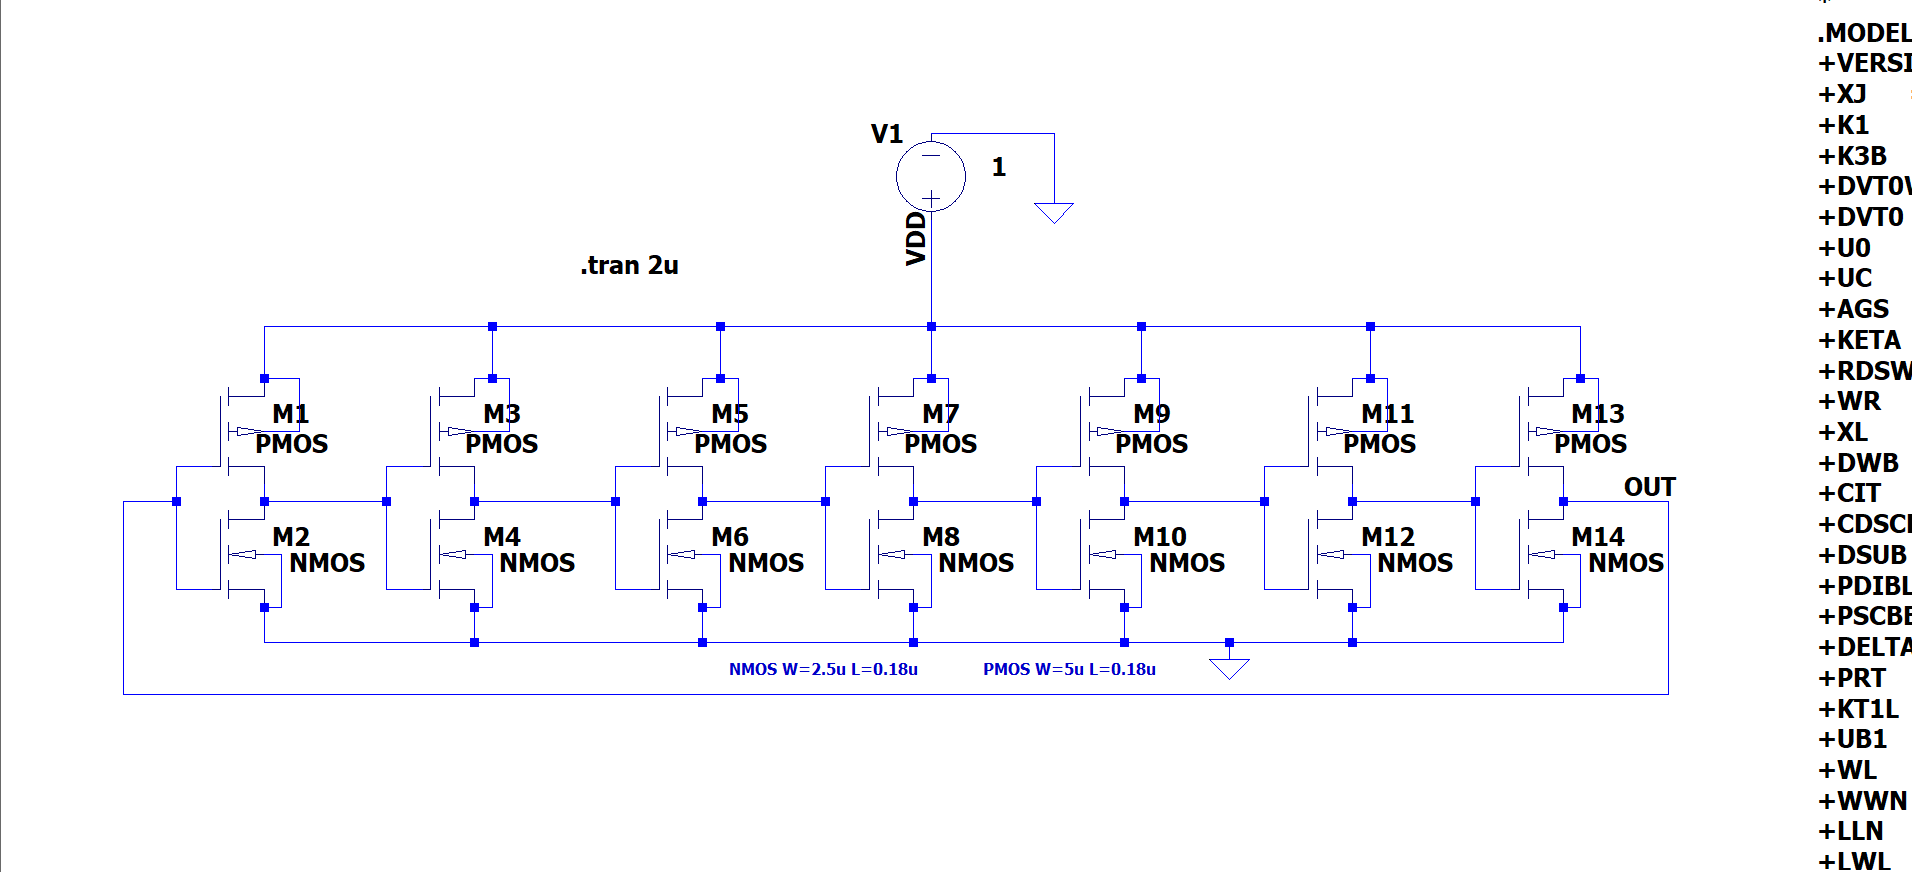 V1
1
VDD
.tran 2u
M1
PMOS
M3
PMOS
M5
PMOS
M7
PMOS
M9
PMOS
M11
PMOS
M13
PMOS
OUT
M2
NMOS
M4
NMOS
M6
NMOS
M8
NMOS
M10
NMOS
M12
NMOS
M14
NMOS
NMOS W=2.5u L=0.18u
PMOS W=5u L=0.18u
.MODEL
+VERSI
+XJ
+K1
+K3B
+DVT0W
+DVT0
+U0
+UC
+AGS
+KETA
+RDSW
+WR
+XL
+DWB
+CIT
+CDSC
+DSUB
+PDIBL
+PSCBE
+DELTA
+PRT
+KT1L
+UB1
+WL
+WWN
+LLN
+LWL